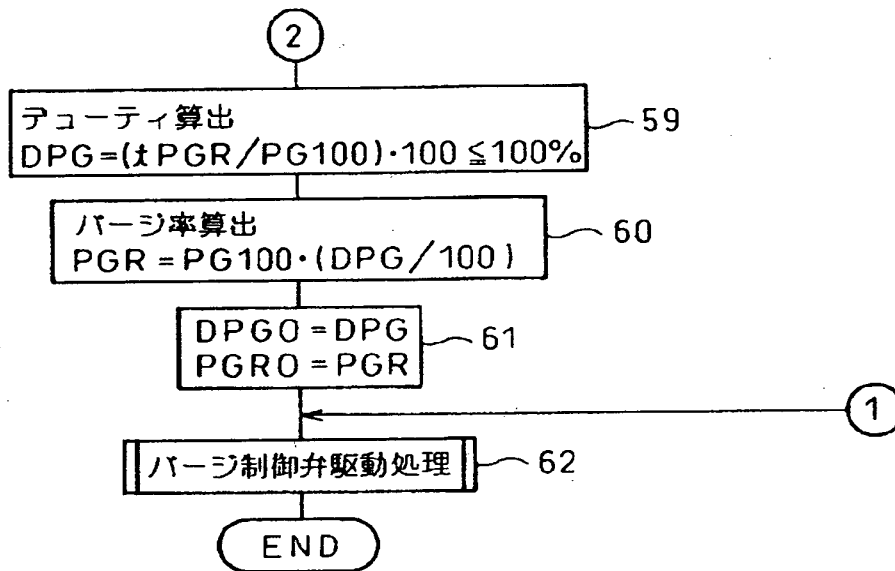 2
デューティ算出
DPG=(tPGR/PG100)・100≦100%
59
パージ率算出
PGR=PG100・(DPG/100)
60
DPGO=DPG
PGRO=PGR
61
1
パージ制御弁駆動処理
62
END